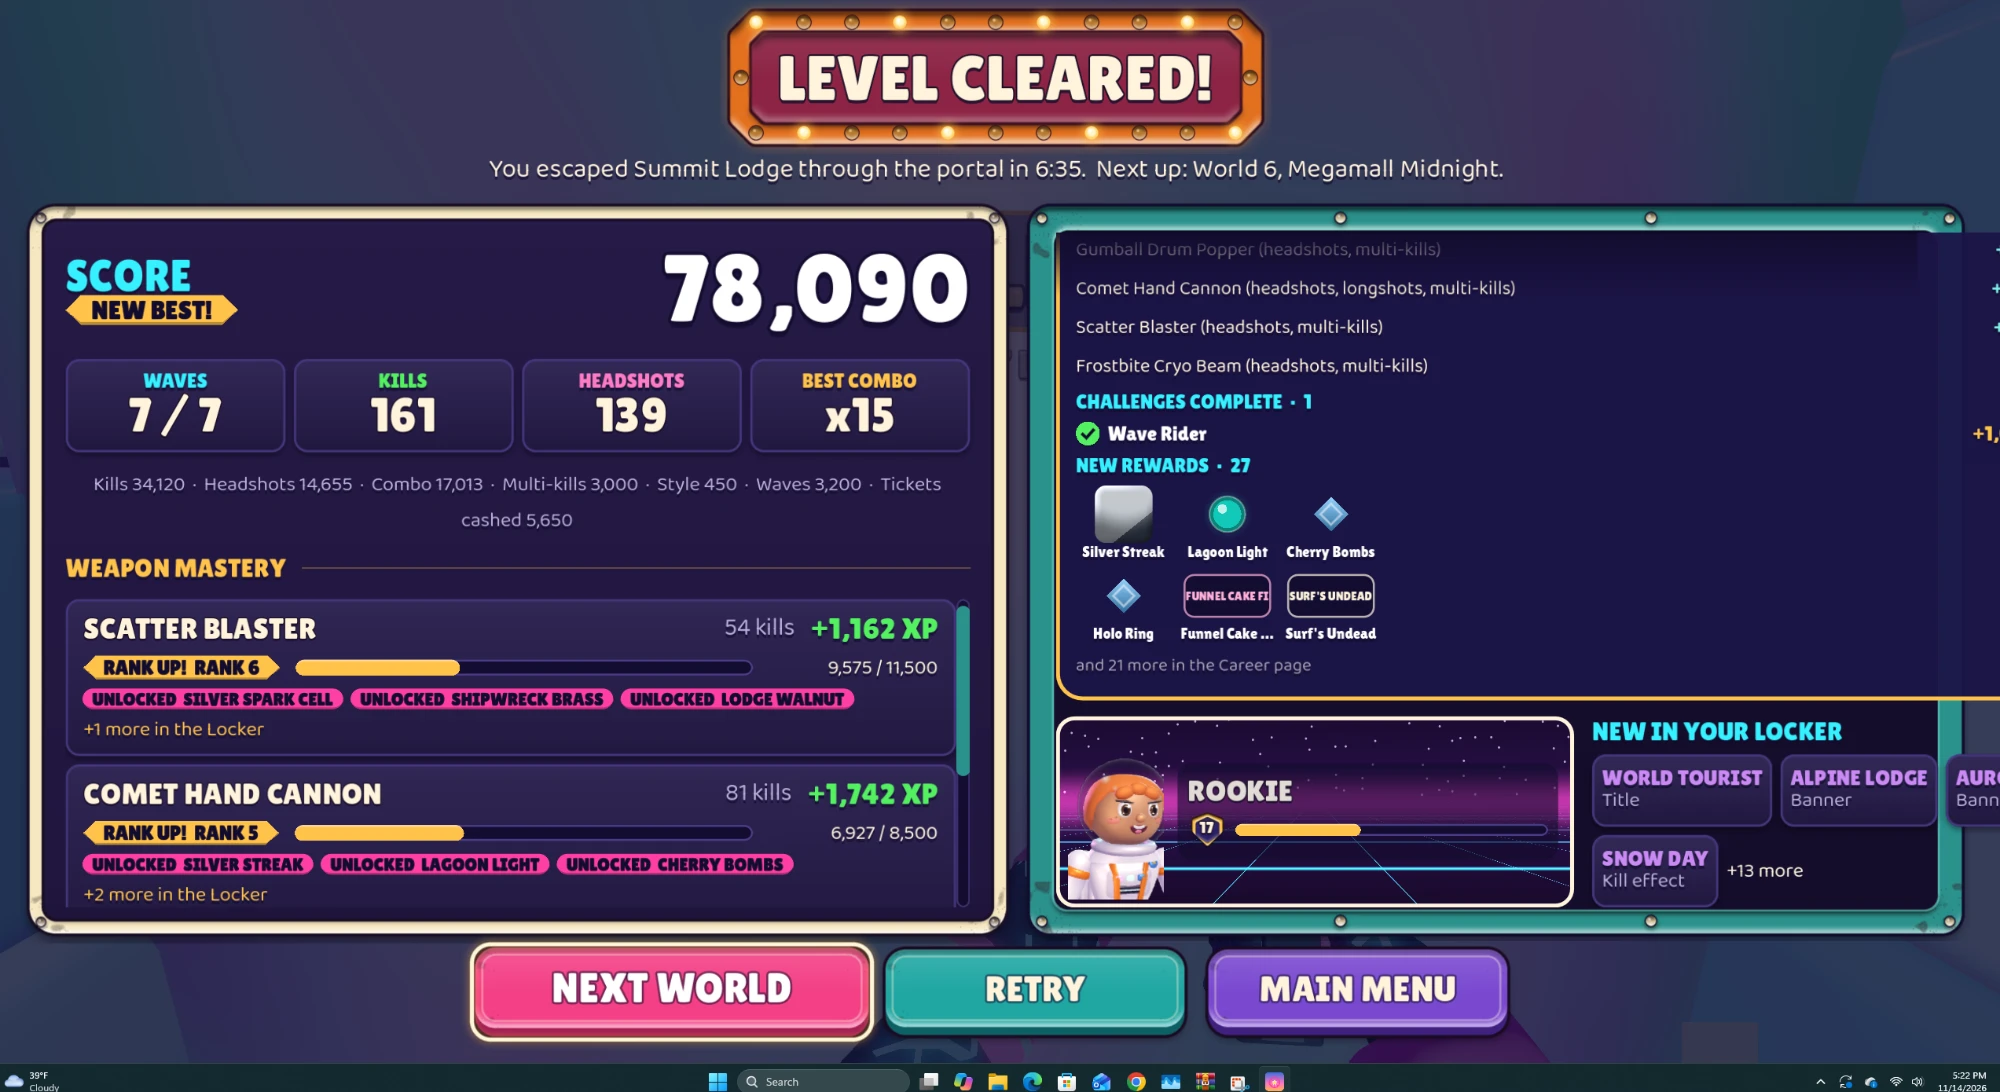 LEVEL CLEARED!
You escaped Summit Lodge through the portal in 6:35. Next up: World 6, Megamall Midnight.
SCORE
NEW BEST!
78,090
WAVES
7 / 7
KILLS
161
HEADSHOTS
139
BEST COMBO
x15
Kills 34,120 · Headshots 14,655 · Combo 17,013 · Multi-kills 3,000 · Style 450 · Waves 3,200 · Tickets
cashed 5,650
WEAPON MASTERY
SCATTER BLASTER
54 kills +1,162 XP
RANK UP! RANK 6
9,575 / 11,500
UNLOCKED SILVER SPARK CELL
UNLOCKED SHIPWRECK BRASS
UNLOCKED LODGE WALNUT
+1 more in the Locker
COMET HAND CANNON
81 kills +1,742 XP
RANK UP! RANK 5
6,927 / 8,500
UNLOCKED SILVER STREAK
UNLOCKED LAGOON LIGHT
UNLOCKED CHERRY BOMBS
+2 more in the Locker
Gumball Drum Popper (headshots, multi-kills)
Comet Hand Cannon (headshots, longshots, multi-kills)
Scatter Blaster (headshots, multi-kills)
Frostbite Cryo Beam (headshots, multi-kills)
CHALLENGES COMPLETE · 1
Wave Rider
+1,
NEW REWARDS · 27
Silver Streak
Lagoon Light
Cherry Bombs
FUNNEL CAKE FI
SURF'S UNDEAD
Holo Ring
Funnel Cake ...
Surf's Undead
and 21 more in the Career page
ROOKIE
17
NEW IN YOUR LOCKER
WORLD TOURIST
Title
ALPINE LODGE
Banner
AUR
Bann
SNOW DAY
Kill effect
+13 more
NEXT WORLD
RETRY
MAIN MENU
39°F
Cloudy
Search
5:22 PM
11/14/2026